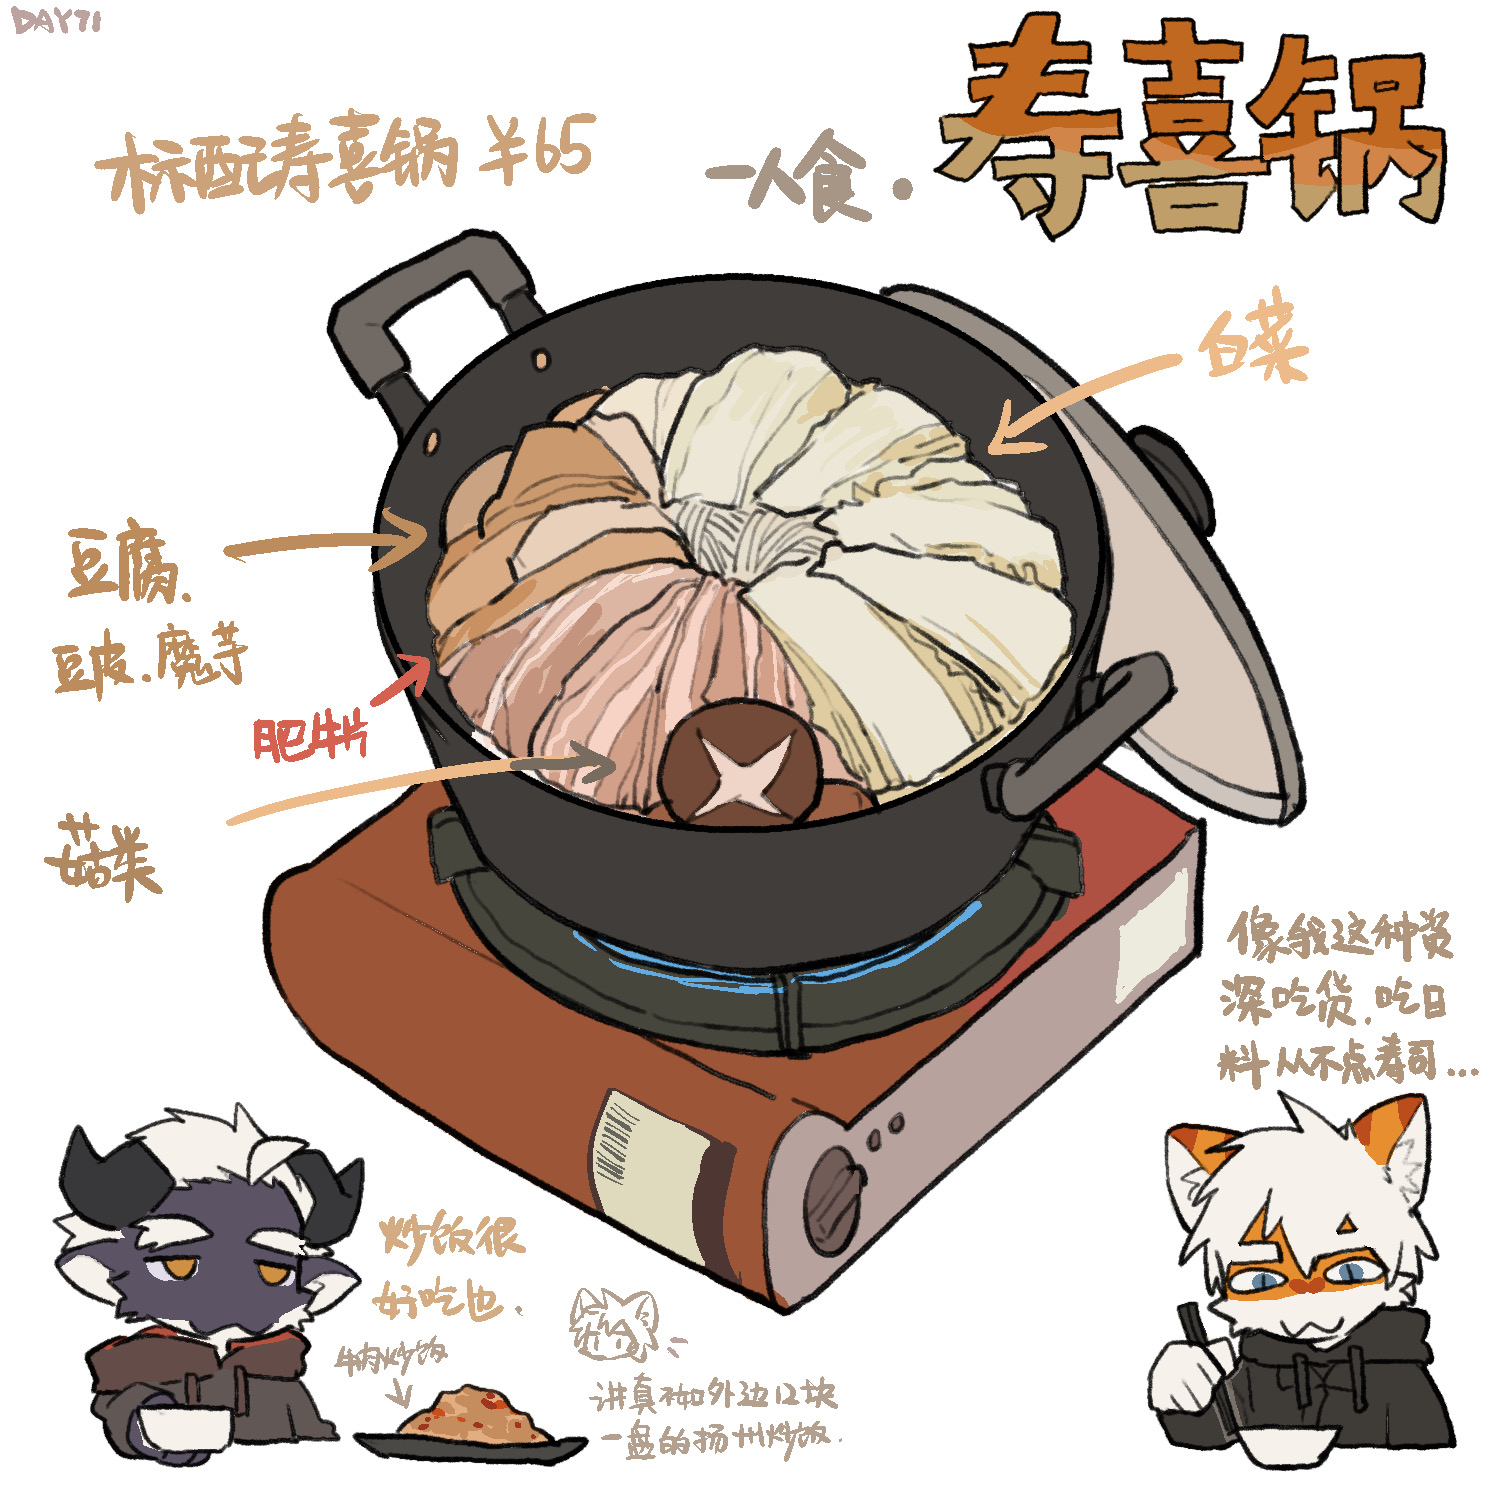 DAY71
一人食·寿喜锅
标配寿喜锅 ¥65
白菜
豆腐、
豆皮、魔芋
肥牛片
菇类
像我这种资
深吃货,吃日
料从不点寿司...
炒饭很
好吃也.
牛肉炒饭
讲真不如外边12块
一盘的扬州炒饭.